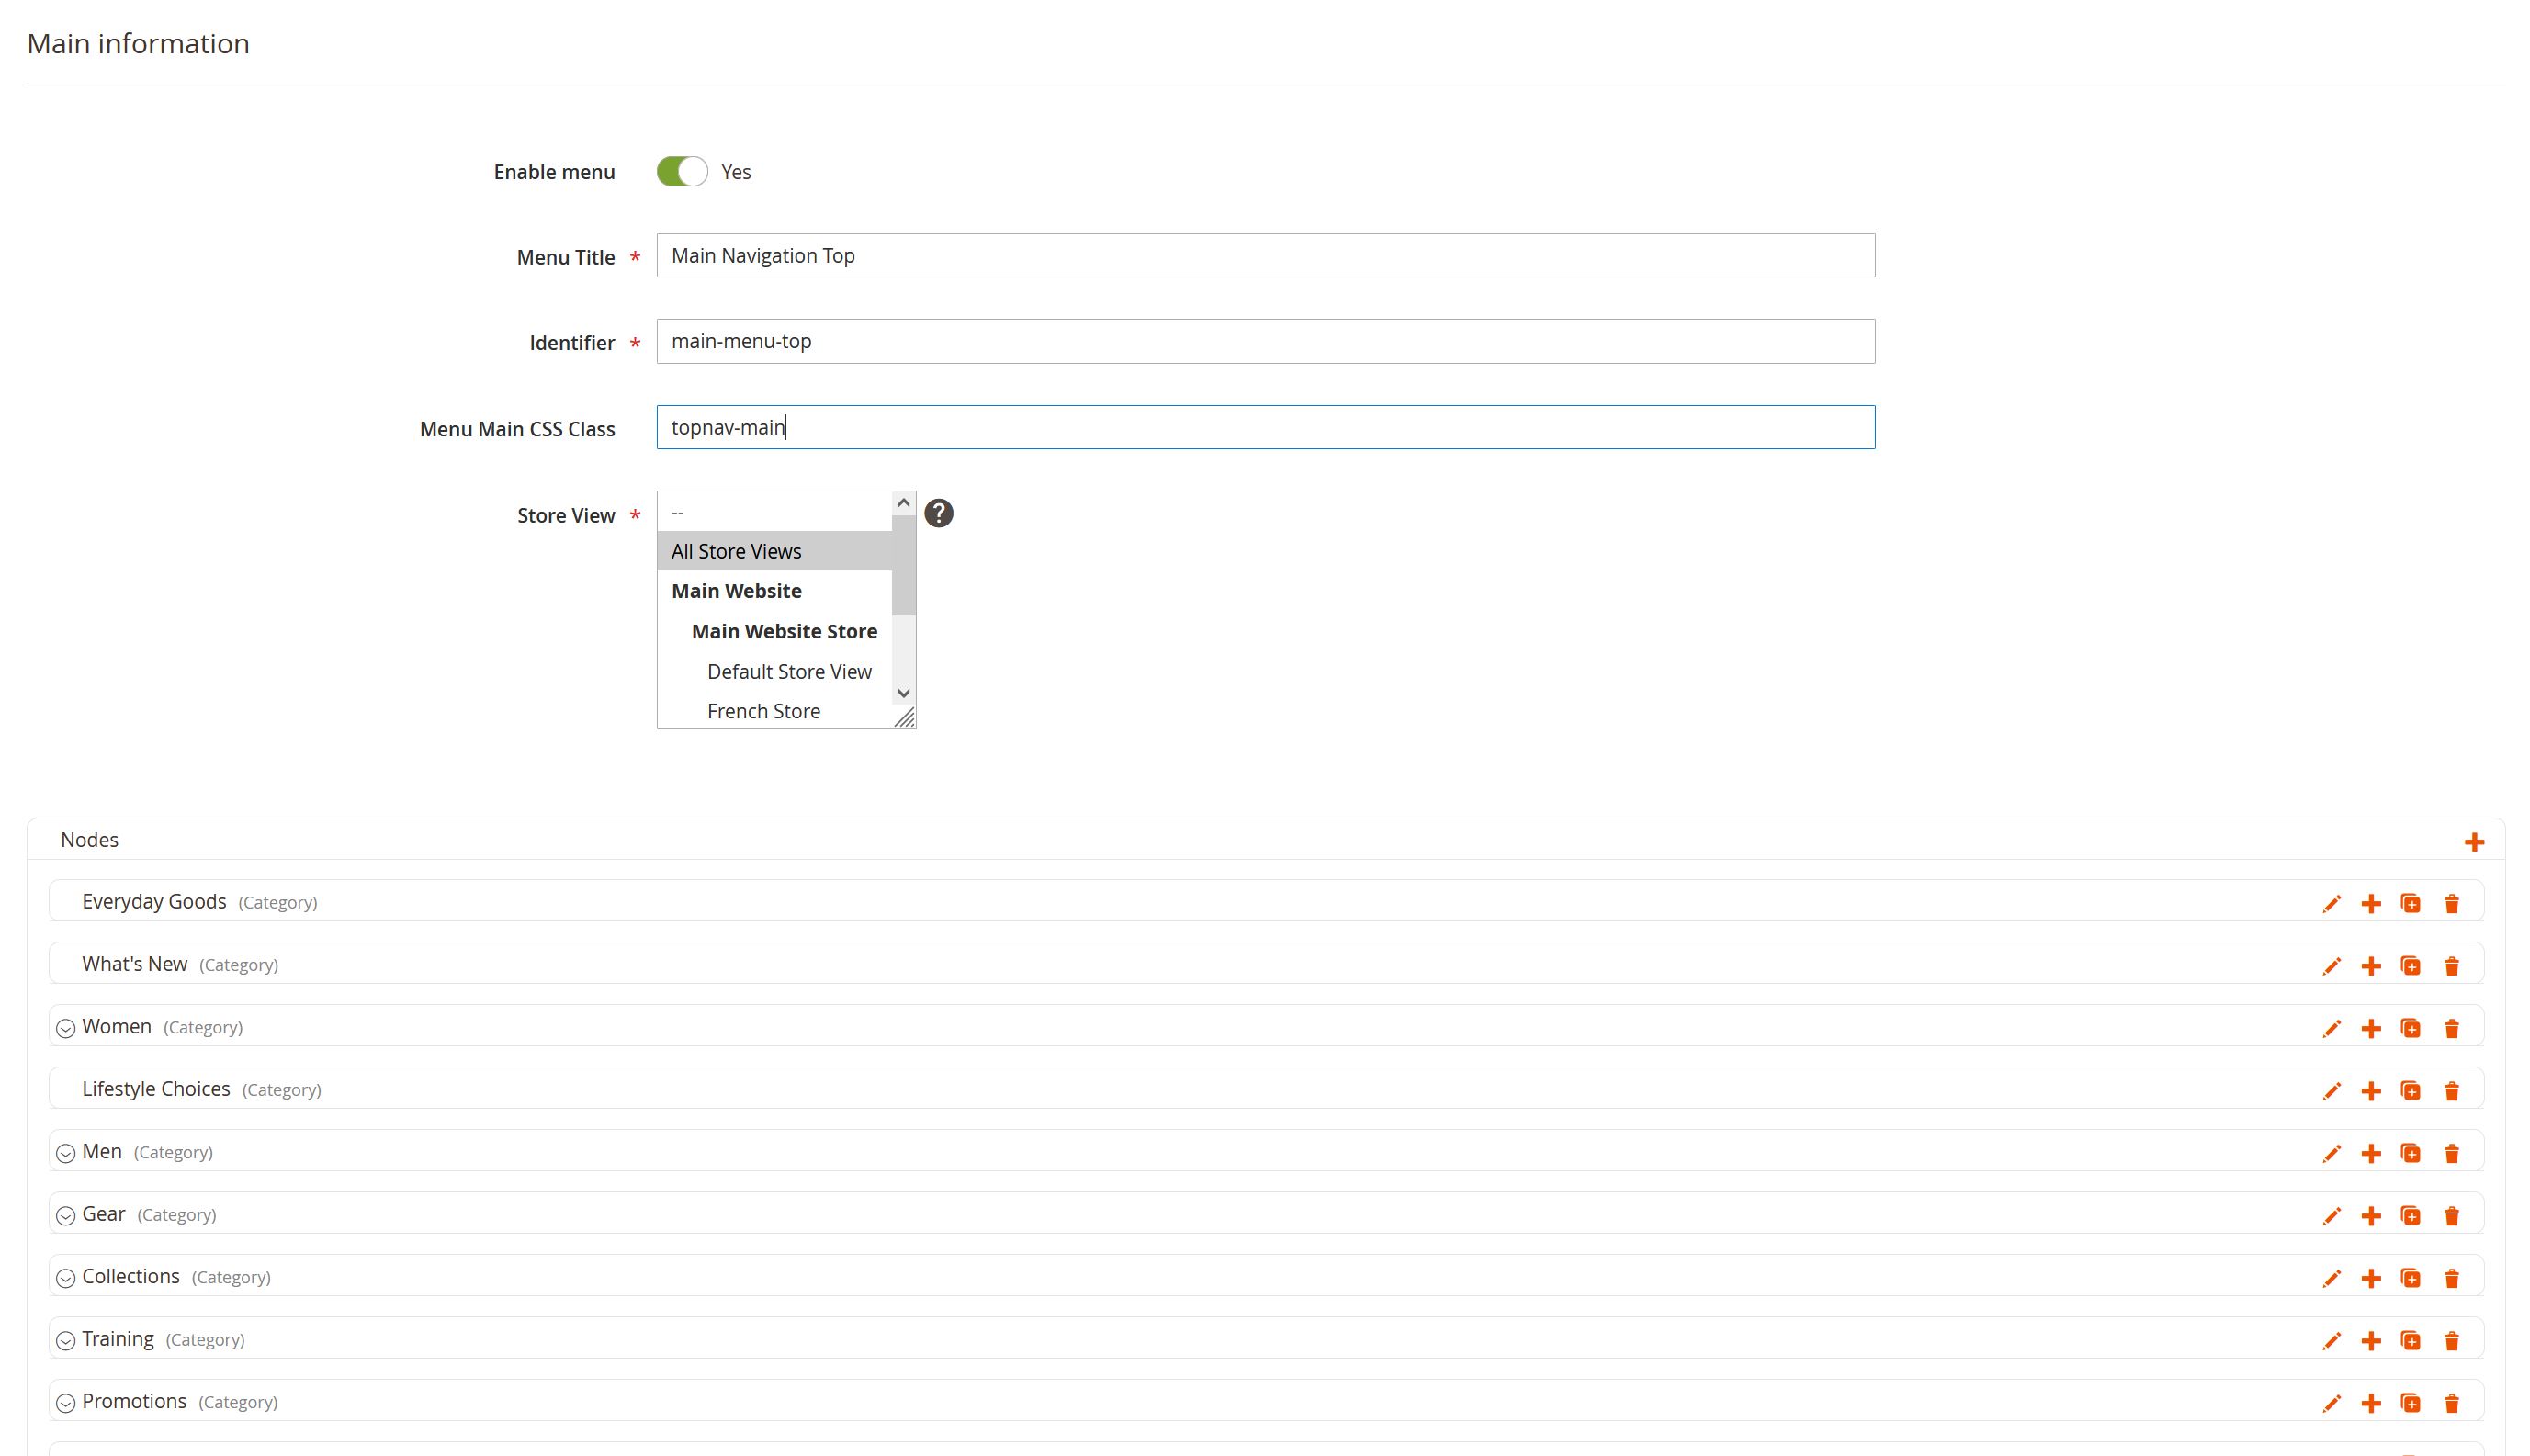 Main information
Enable menu Yes
Menu Title * Main Navigation Top
Identifier * main-menu-top
Menu Main CSS Class topnav-main
Store View * --
All Store Views
Main Website
Main Website Store
Default Store View
French Store
Nodes
Everyday Goods (Category)
What's New (Category)
Women (Category)
Lifestyle Choices (Category)
Men (Category)
Gear (Category)
Collections (Category)
Training (Category)
Promotions (Category)